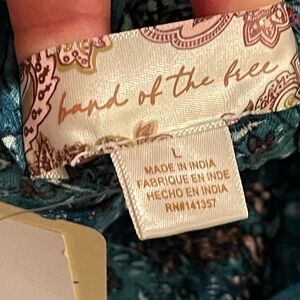 band of the free
L
MADE IN INDIA
FABRIQUE EN INDE
HECHO EN INDIA
RN#141357